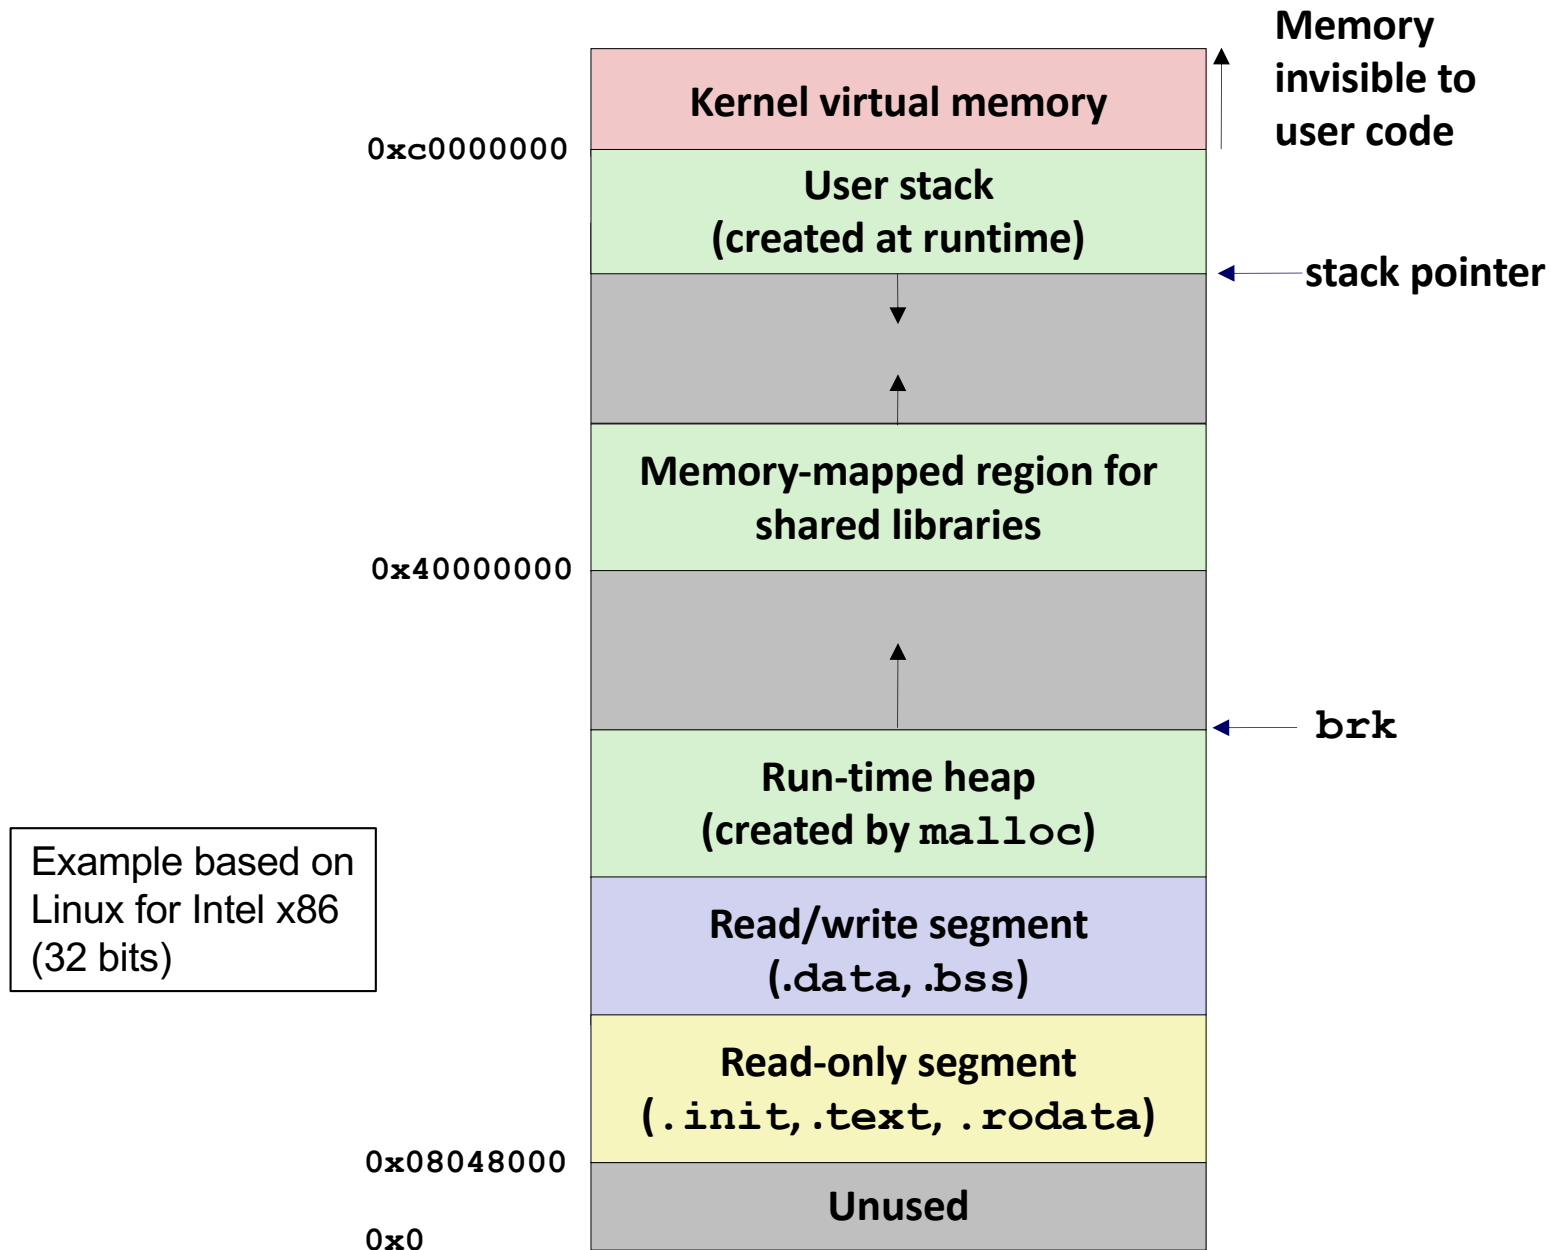 Memory
invisible to
user code
Kernel virtual memory
0xc0000000
User stack
(created at runtime)
stack pointer
Memory-mapped region for
shared libraries
0x40000000
brk
Run-time heap
(created by malloc)
Example based on
Linux for Intel x86
(32 bits)
Read/write segment
(.data, .bss)
Read-only segment
(.init, .text, .rodata)
0x08048000
Unused
0x0